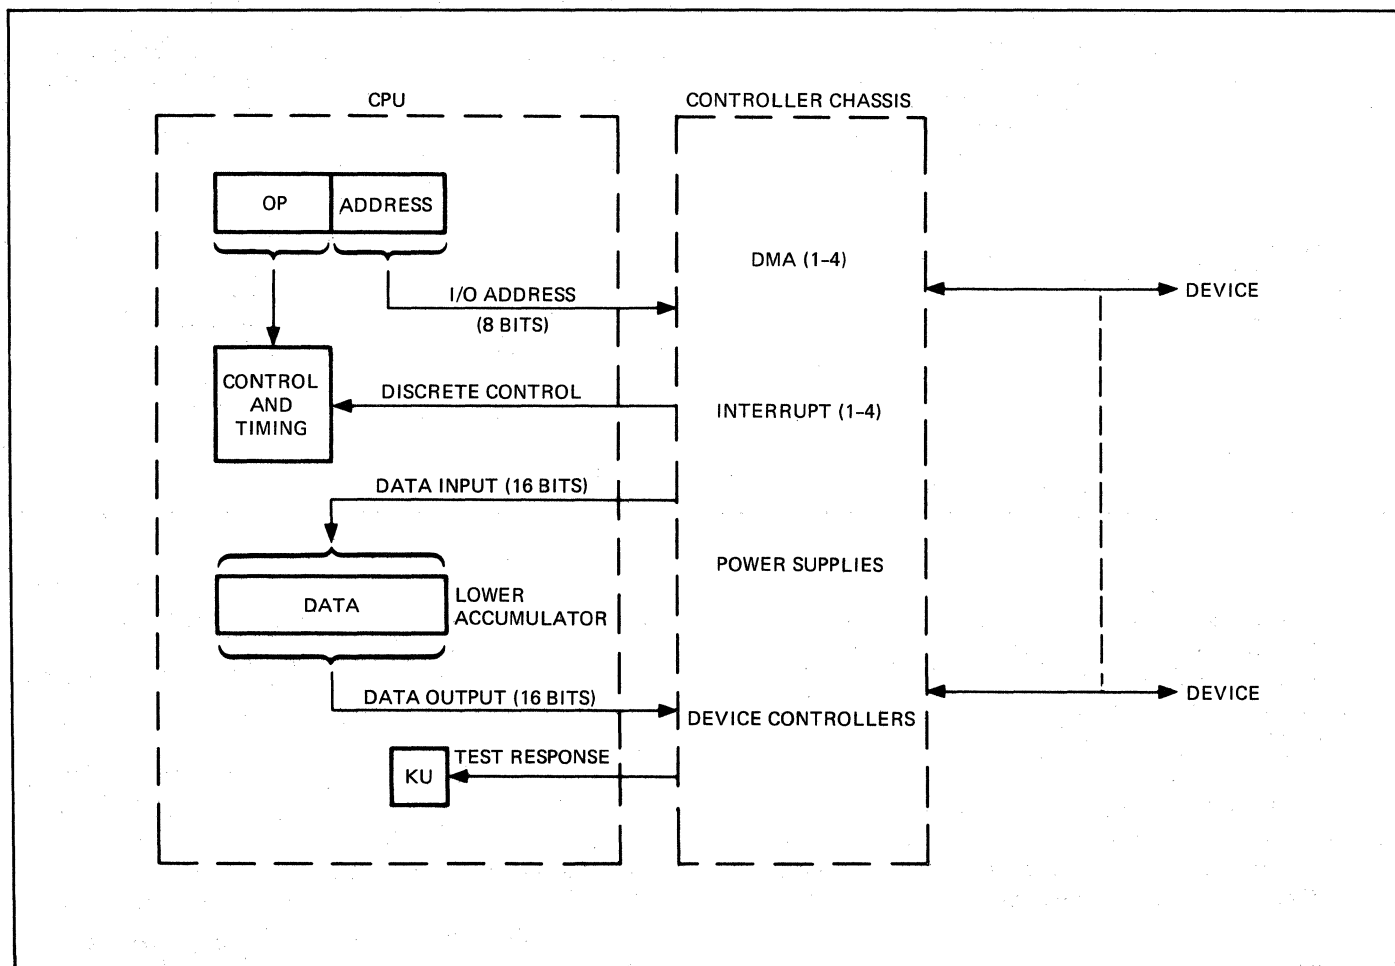 CPU
CONTROLLER CHASSIS
OP
ADDRESS
DMA (1–4)
I/O ADDRESS
(8 BITS)
DEVICE
CONTROL
AND
TIMING
DISCRETE CONTROL
INTERRUPT (1–4)
DATA INPUT (16 BITS)
POWER SUPPLIES
DATA
LOWER
ACCUMULATOR
DATA OUTPUT (16 BITS)
DEVICE
DEVICE CONTROLLERS
KU
TEST RESPONSE